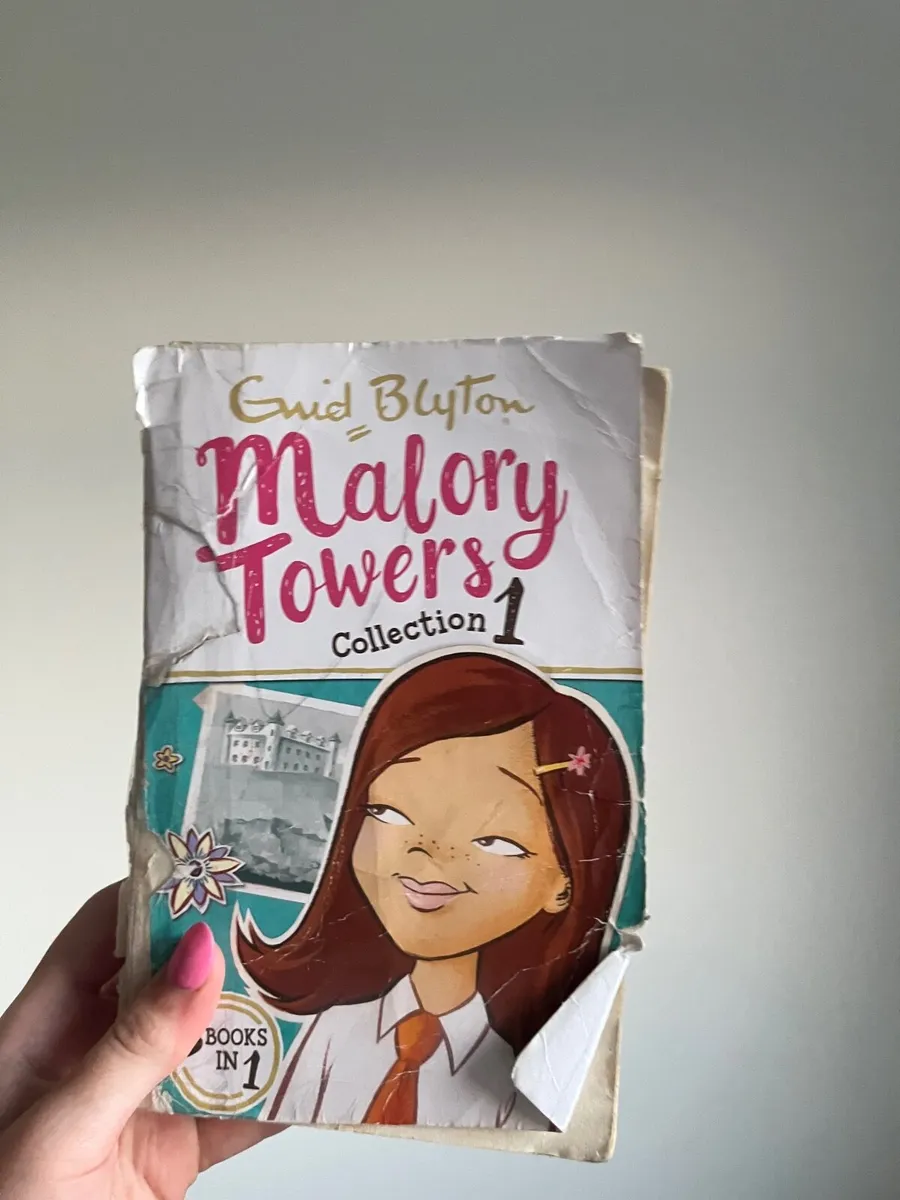 Enid Blyton
Malory
Towers
Collection 1
BOOKS
IN 1